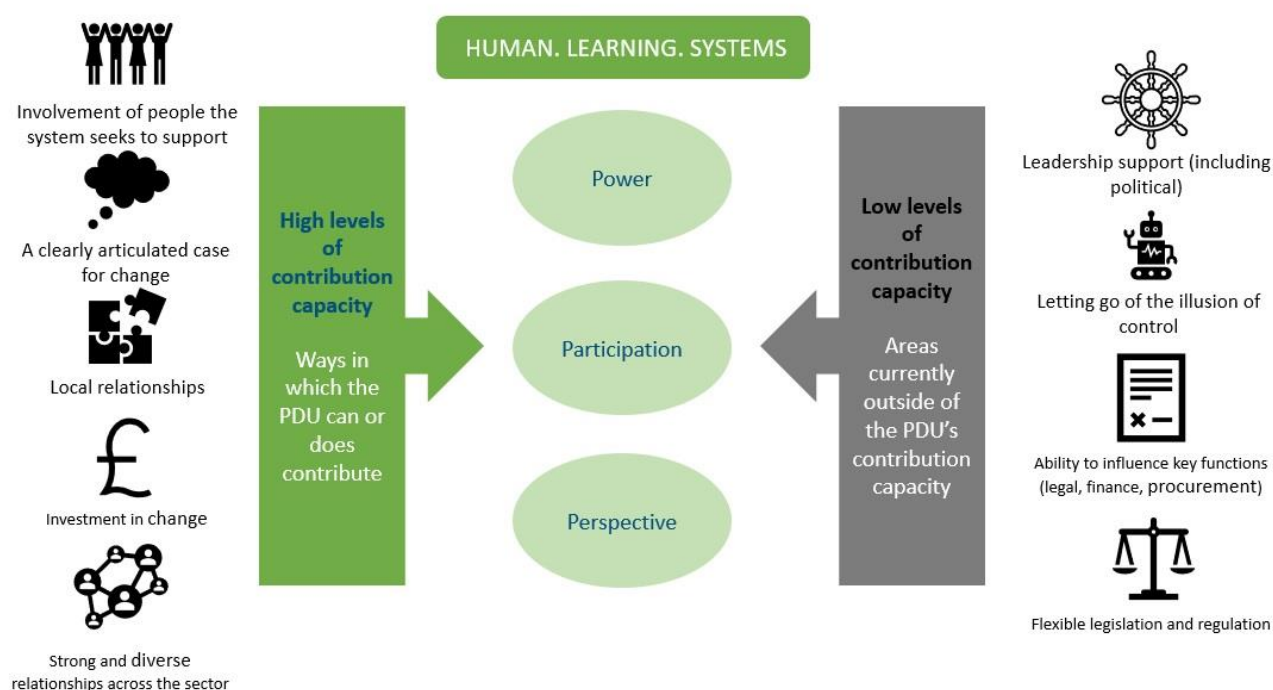 HUMAN. LEARNING. SYSTEMS
Involvement of people the
system seeks to support
A clearly articulated case
for change
Local relationships
£
Investment in change
Strong and diverse
relationships across the sector
High levels
of
contribution
capacity
Ways in
which the
PDU can or
does
contribute
Power
Participation
Perspective
Low levels
of
contribution
capacity
Areas
currently
outside of
the PDU’s
contribution
capacity
Leadership support (including
political)
Letting go of the illusion of
control
Ability to influence key functions
(legal, finance, procurement)
Flexible legislation and regulation